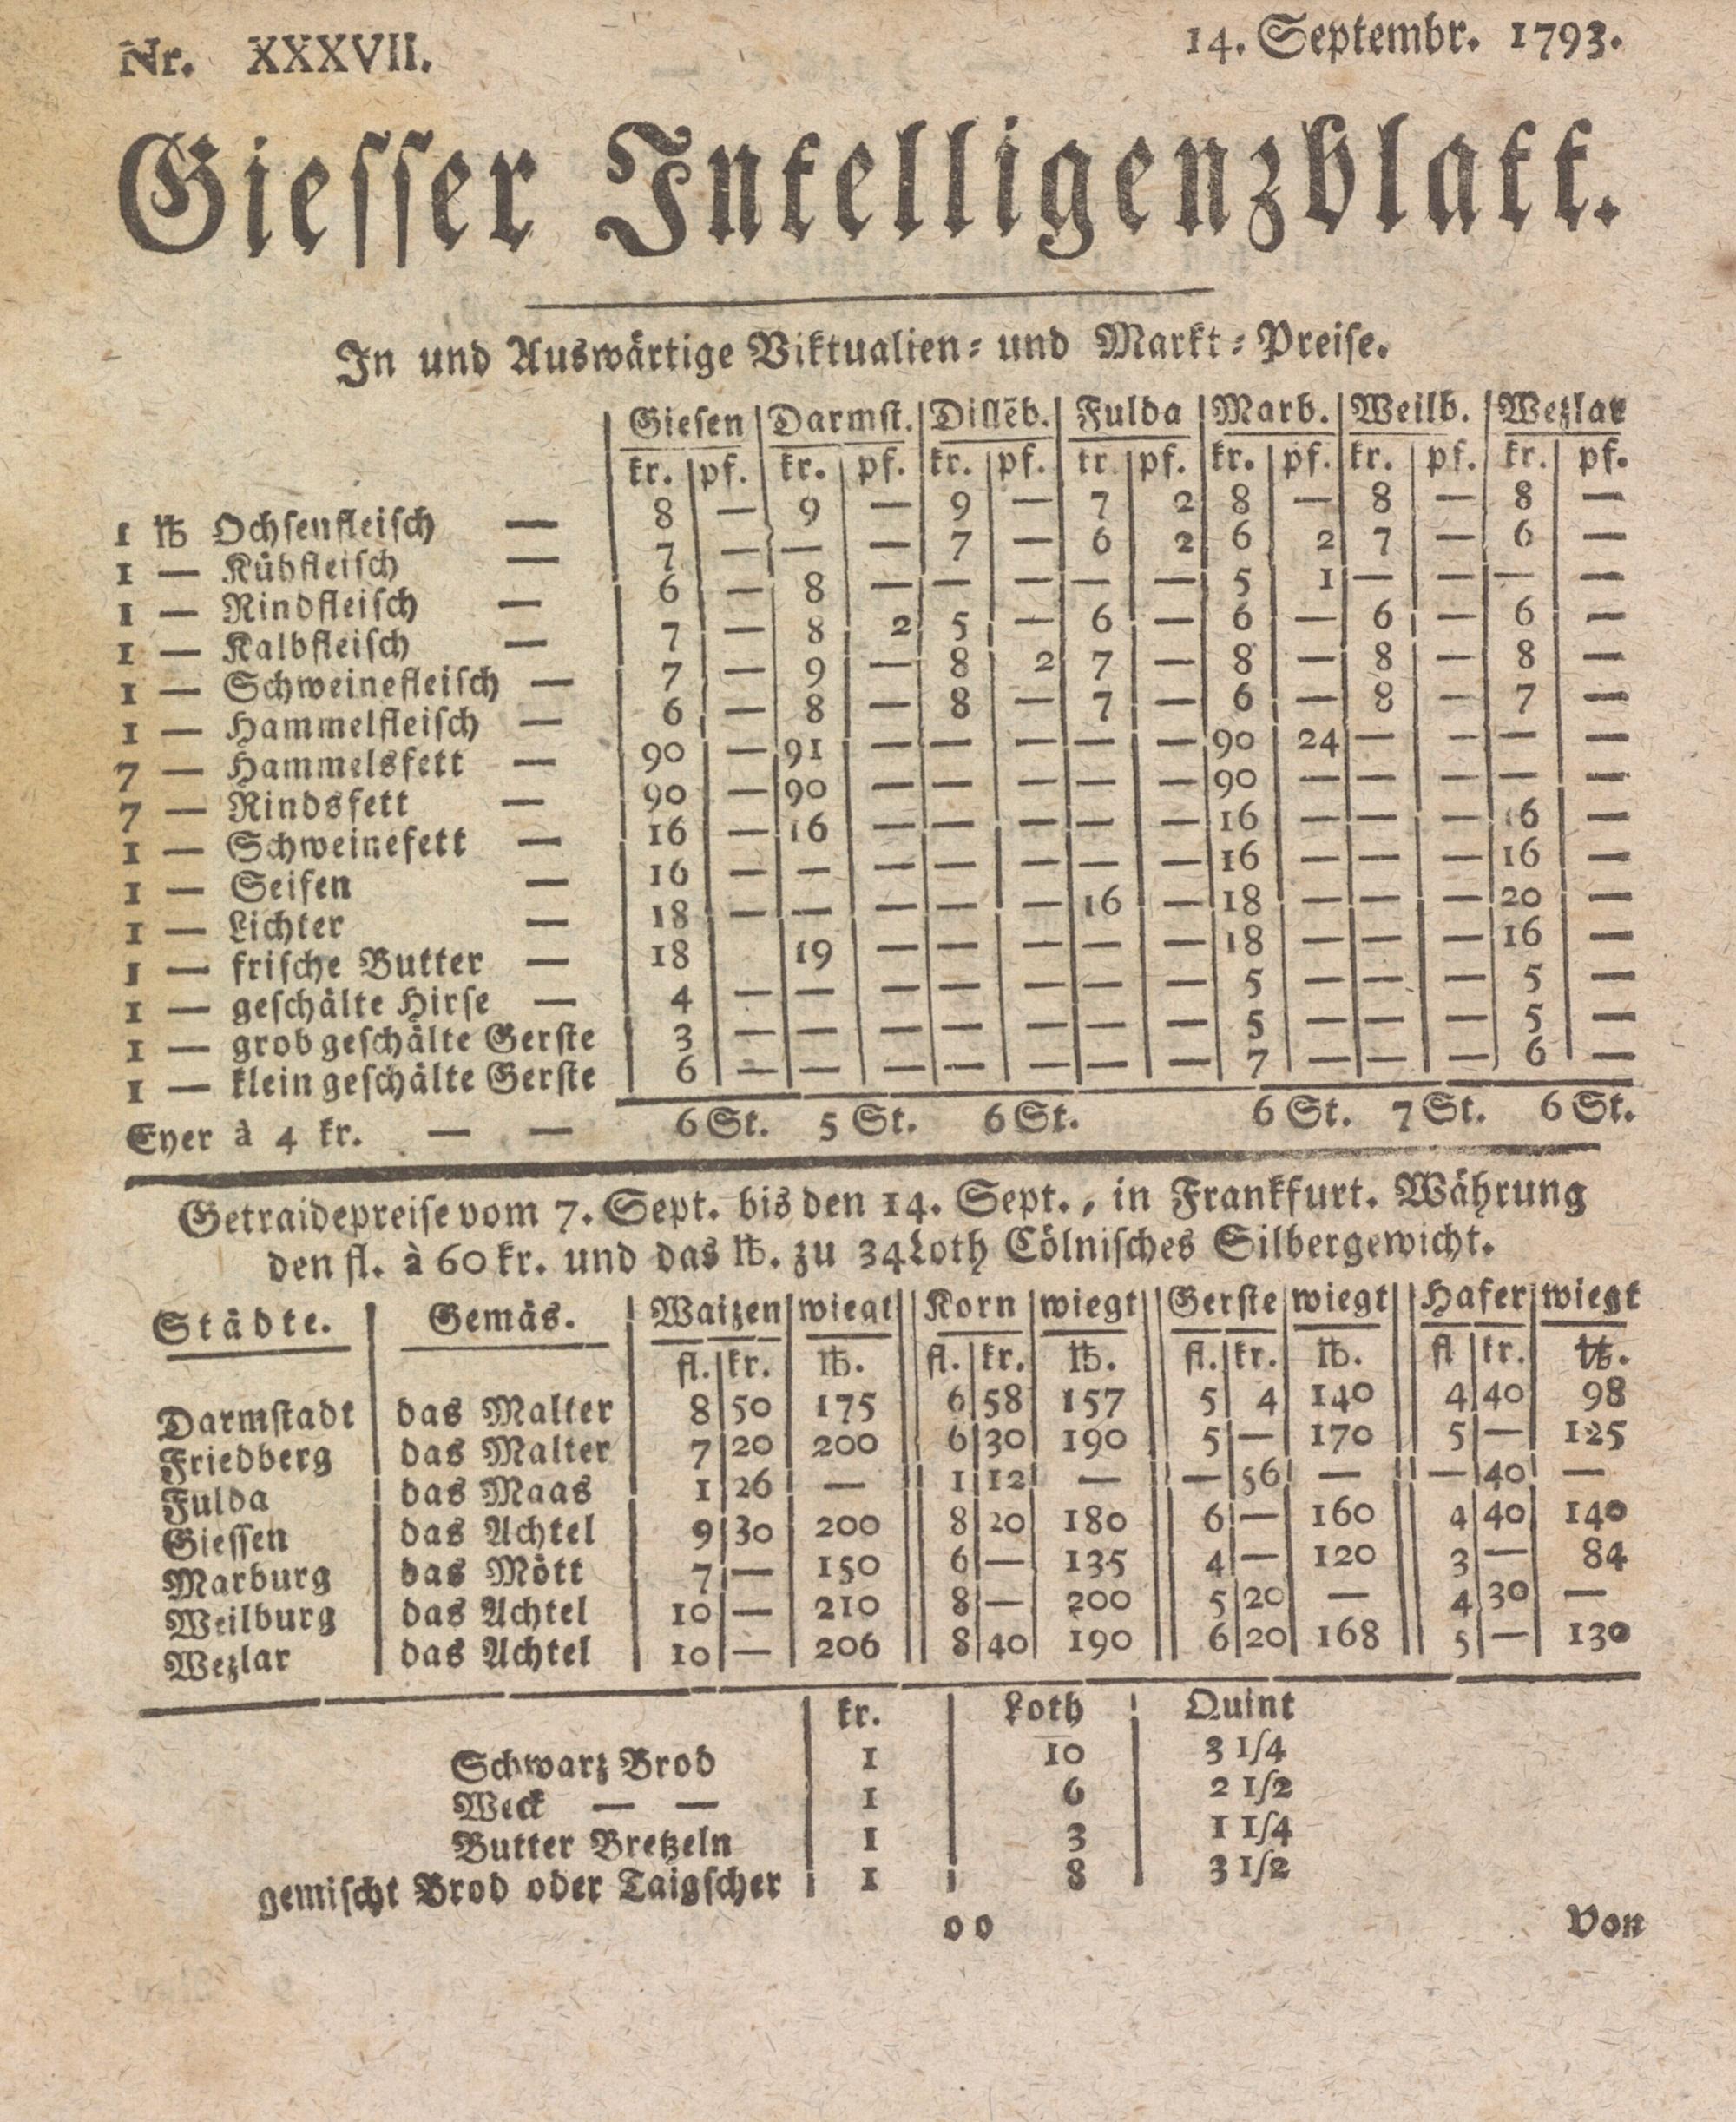 Nr. XXXVII. 14. Septembr. 1793.
Giesser Intelligenzblatt.
In und Auswärtige Viktualien- und Markt-Preise.
Giesen Darmst. Dillēb. Fulda Marb. Weilb. Wezlar
kr. pf. kr. pf. kr. pf. kr pf. kr. pf. kr. pf. kr. pf.
1 ℔ Ochsenfleisch — 8 — 9 — 9 — 7 2 8 — 8 — 8 —
1 — Kühfleisch — 7 — — — 7 — 6 2 6 2 7 — 6 —
1 — Rindfleisch — 6 — 8 — — — — — 5 1 — — — —
1 — Kalbfleisch — 7 — 8 2 5 — 6 — 6 — 6 — 6 —
1 — Schweinefleisch — 7 — 9 — 8 2 7 — 8 — 8 — 8 —
1 — Hammelfleisch — 6 — 8 — 8 — 7 — 6 — 8 — 7 —
7 — Hammelsfett — 90 — 91 — — — — — 90 24 — — — —
7 — Rindsfett — 90 — 90 — — — — — 90 — — — — —
1 — Schweinefett — 16 — 16 — — — — — 16 — — — 16 —
1 — Seifen — 16 — — — — — — — 16 — — — 16 —
1 — Lichter — 18 — — — — — 16 — 18 — — — 20 —
1 — frische Butter — 18 19 — — — — — 18 — — — 16 —
1 — geschälte Hirse — 4 — — — — — — — 5 — — — 5 —
1 — grob geschälte Gerste 3 — — — — — — — 5 — — — 5 —
1 — klein geschälte Gerste 6 — — — — — — — 7 — — — 6 —
Eyer à 4 kr. — — 6 St. 5 St. 6 St. 6 St. 7 St. 6 St.
Getraidepreise vom 7. Sept. bis den 14. Sept., in Frankfurt. Währung
den fl. à 60 kr. und das ℔. zu 34 Loth Cölnisches Silbergewicht.
Städte. Gemäs. Waizen wiegt Korn wiegt Gerste wiegt Hafer wiegt
fl. kr. ℔. fl. kr. ℔. fl. kr. ℔. fl kr. ℔.
Darmstadt das Malter 8 50 175 6 58 157 5 4 140 4 40 98
Friedberg das Malter 7 20 200 6 30 190 5 — 170 5 — 125
Fulda das Maas 1 26 — 1 12 — — 56 — — 40 —
Giessen das Achtel 9 30 200 8 20 180 6 — 160 4 40 140
Marburg das Mött 7 — 150 6 — 135 4 — 120 3 — 84
Weilburg das Achtel 10 — 210 8 — 200 5 20 — 4 30 —
Wezlar das Achtel 10 — 206 8 40 190 6 20 168 5 — 130
kr. Loth Quint
Schwarz Brod 1 10 3 1/4
Weck — — 1 6 2 1/2
Butter Bretzeln 1 3 1 1/4
gemischt Brod oder Taigscher 1 8 3 1/2
oo Von